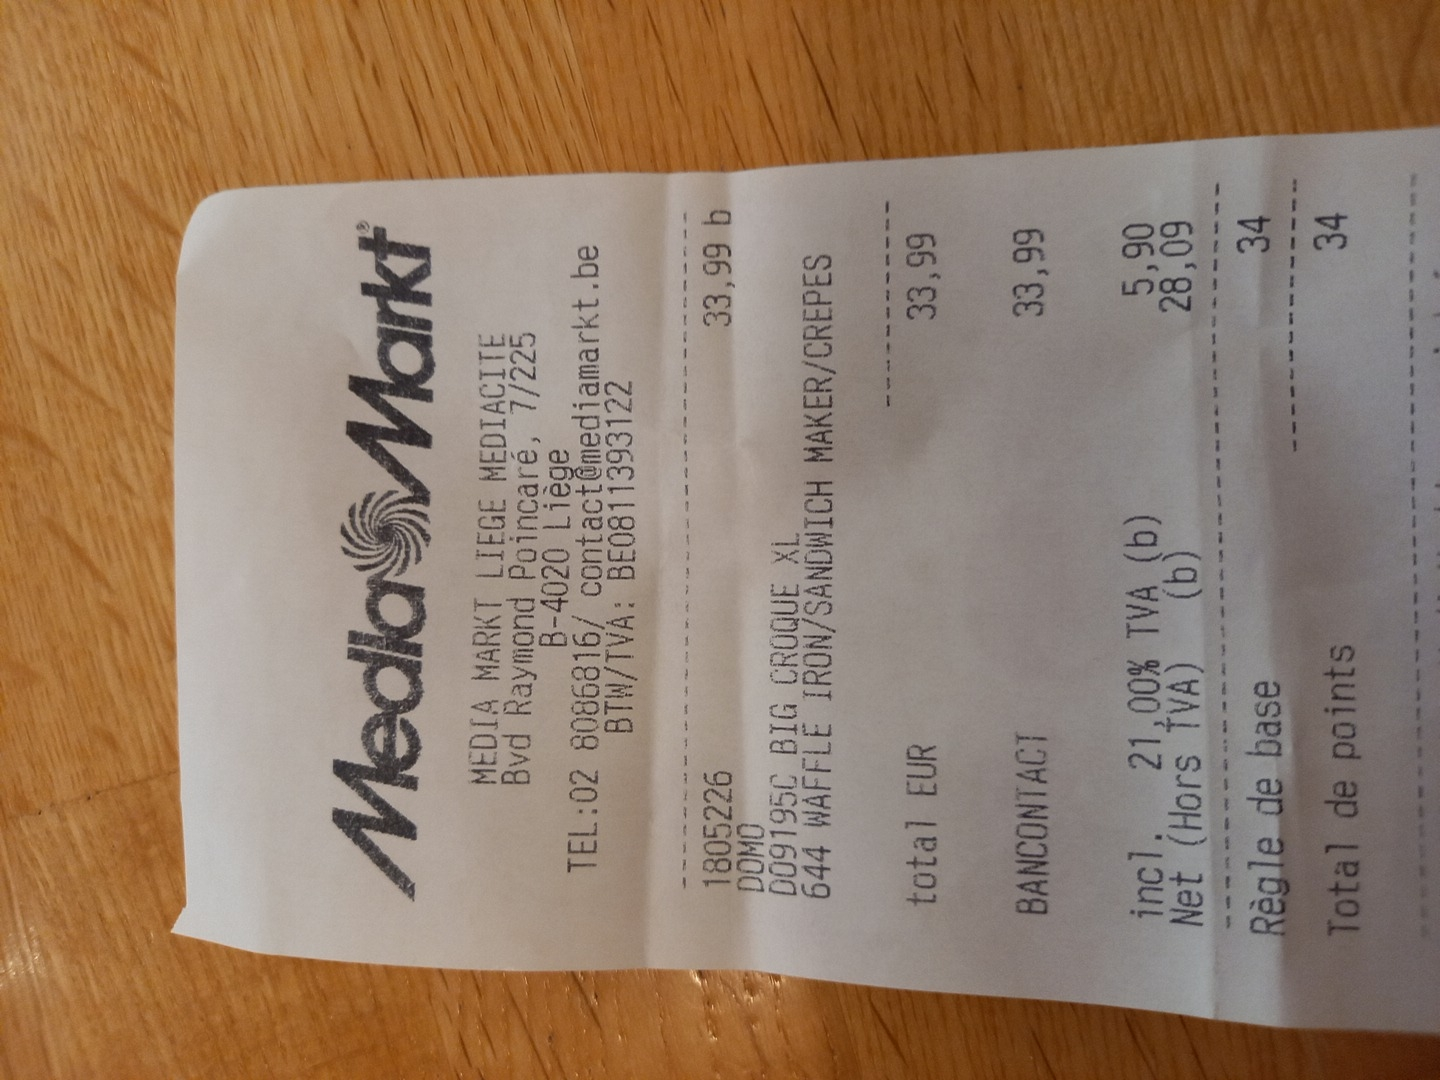 MediaMarkt®
MEDIA MARKT LIEGE MEDIACITE
Bvd Raymond Poincaré, 7/225
B-4020 Liège
TEL:02 8086816/ contact@mediamarkt.be
BTW/TVA: BE0811393122
1805226 33,99 b
DOMO
DO9195C BIG CROQUE XL
644 WAFFLE IRON/SANDWICH MAKER/CREPES
total EUR 33,99
BANCONTACT 33,99
incl. 21,00% TVA (b) 5,90
Net (Hors TVA) (b) 28,09
Règle de base 34
Total de points 34